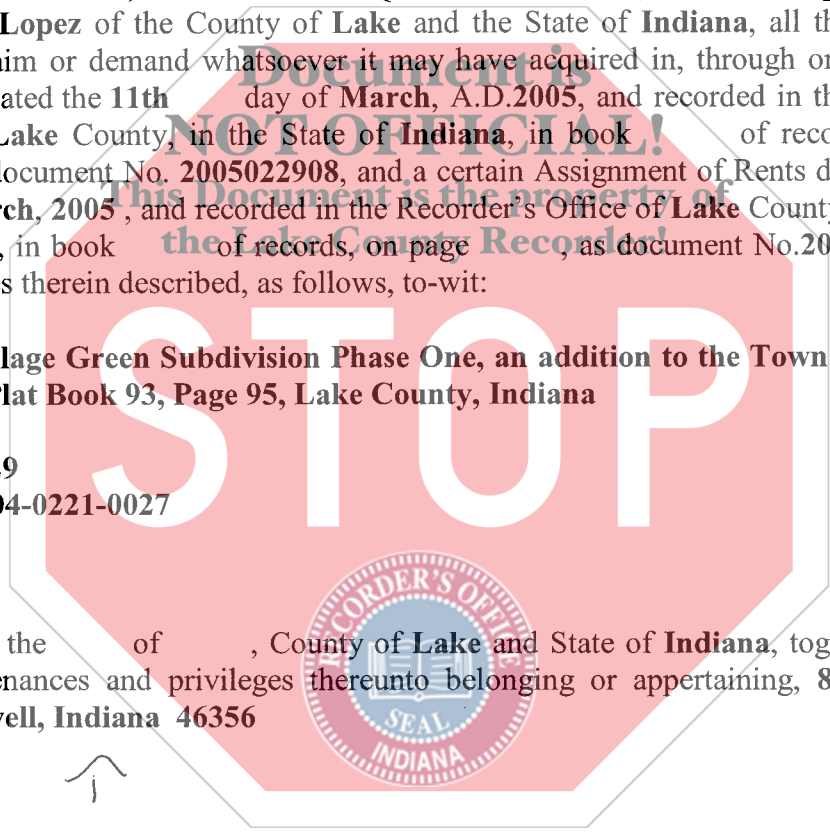 Lopez of the County of Lake and the State of Indiana, all th
aim or demand whatsoever it may have acquired in, through or
Document is
ated the 11th day of March, A.D.2005, and recorded in th
NOT OFFICIAL!
Lake County, in the State of Indiana, in book of reco
ocument No. 2005022908, and a certain Assignment of Rents d
This Document is the property of
rch, 2005 , and recorded in the Recorder's Office of Lake County
the Lake County Recorder!
, in book of records, on page , as document No.20
s therein described, as follows, to-wit:
STOP
lage Green Subdivision Phase One, an addition to the Town
lat Book 93, Page 95, Lake County, Indiana
9
04-0221-0027
the of , County of Lake and State of Indiana, tog
enances and privileges thereunto belonging or appertaining, 8
ell, Indiana 46356
RECORDER'S OFFICE
LAKE COUNTY
SEAL
INDIANA